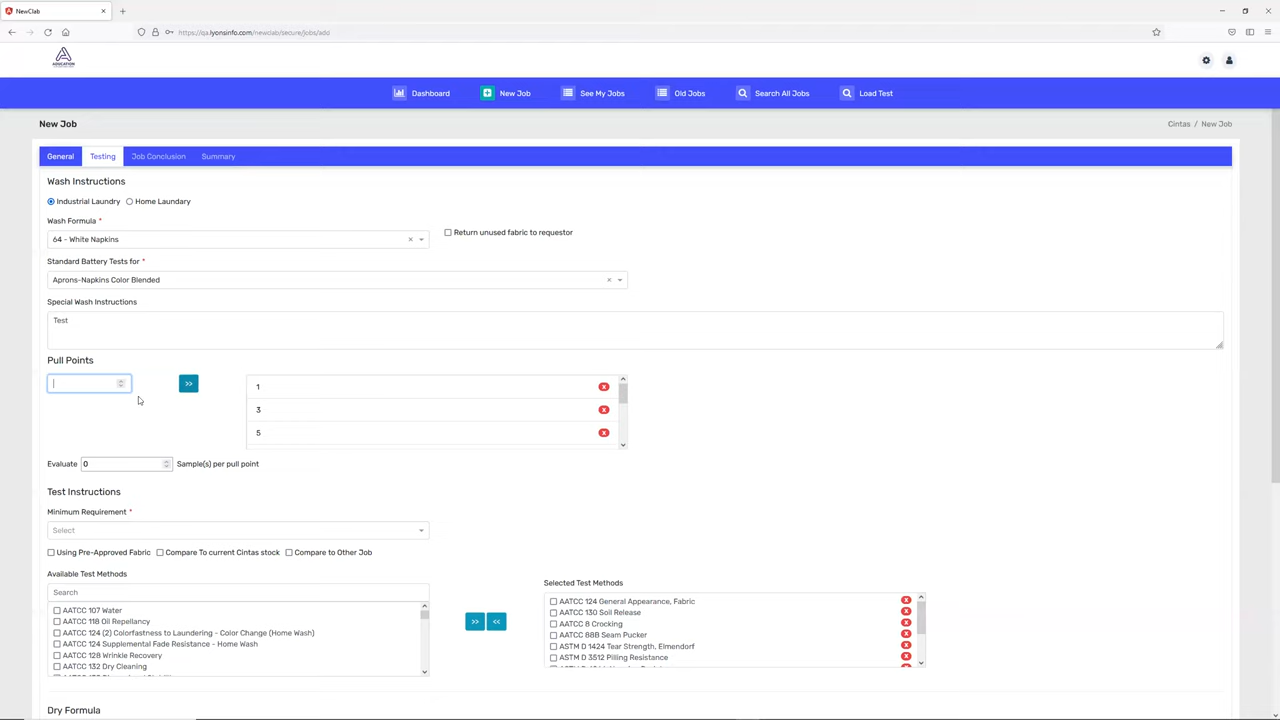 NewClab
https://qa.lyonsinfo.com/newclab/secure/jobs/add
ADUCATION
Dashboard
New Job
See My Jobs
Old Jobs
Search All Jobs
Load Test
New Job
Cintas / New Job
General
Testing
Job Conclusion
Summary
Wash Instructions
Industrial Laundry
Home Laundary
Wash Formula *
64 - White Napkins
Return unused fabric to requestor
Standard Battery Tests for *
Aprons-Napkins Color Blended
Special Wash Instructions
Test
Pull Points
>>
1 x
3 x
5 x
Evaluate 0 Sample(s) per pull point
Test Instructions
Minimum Requirement *
Select
Using Pre-Approved Fabric
Compare To current Cintas stock
Compare to Other Job
Available Test Methods
Search
AATCC 107 Water
AATCC 118 Oil Repellancy
AATCC 124 (2) Colorfastness to Laundering - Color Change (Home Wash)
AATCC 124 Supplemental Fade Resistance - Home Wash
AATCC 128 Wrinkle Recovery
AATCC 132 Dry Cleaning
>> <<
Selected Test Methods
AATCC 124 General Appearance, Fabric x
AATCC 130 Soil Release x
AATCC 8 Crocking x
AATCC 88B Seam Pucker x
ASTM D 1424 Tear Strength, Elmendorf x
ASTM D 3512 Pilling Resistance x
Dry Formula